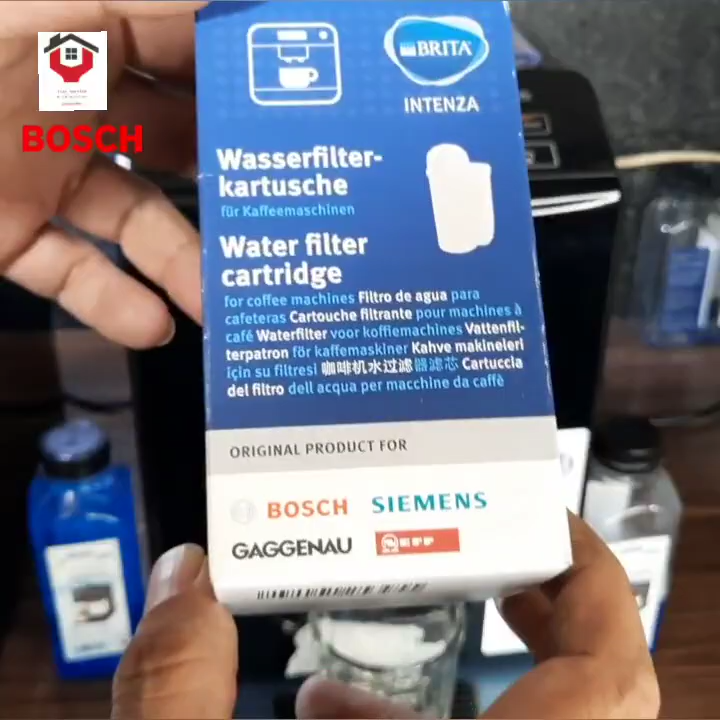 BOSCH
BRITA
INTENZA
Wasserfilter-
kartusche
für Kaffeemaschinen
Water filter
cartridge
for coffee machines Filtro de agua para
cafeteras Cartouche filtrante pour machines à
café Waterfilter voor koffiemachines Vattenfil-
terpatron för kaffemaskiner Kahve makineleri
için su filtresi 咖啡机水过滤器滤芯 Cartuccia
del filtro dell acqua per macchine da caffè
ORIGINAL PRODUCT FOR
BOSCH SIEMENS
GAGGENAU